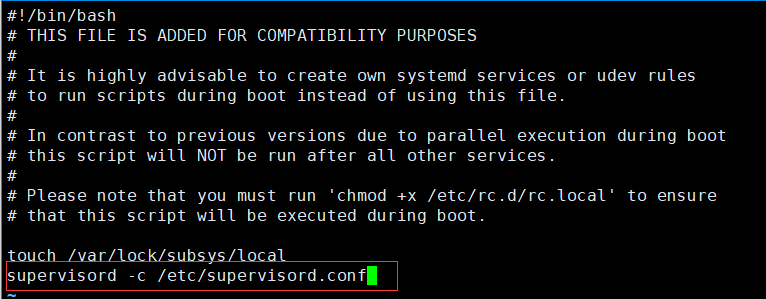 #!/bin/bash
# THIS FILE IS ADDED FOR COMPATIBILITY PURPOSES
#
# It is highly advisable to create own systemd services or udev rules
# to run scripts during boot instead of using this file.
#
# In contrast to previous versions due to parallel execution during boot
# this script will NOT be run after all other services.
#
# Please note that you must run 'chmod +x /etc/rc.d/rc.local' to ensure
# that this script will be executed during boot.

touch /var/lock/subsys/local
supervisord -c /etc/supervisord.conf
~